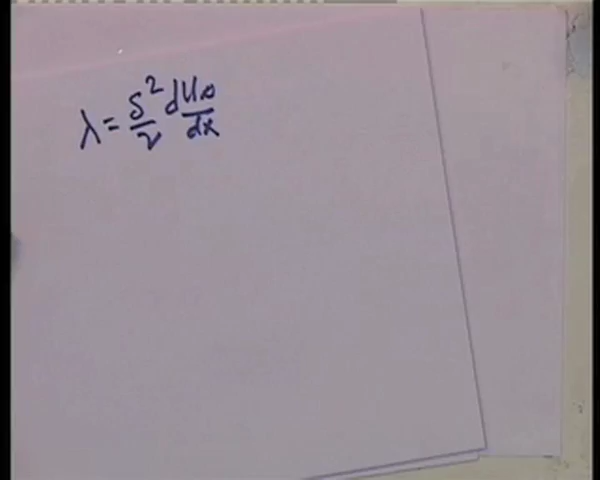 λ = δ²/ν dU∞/dx